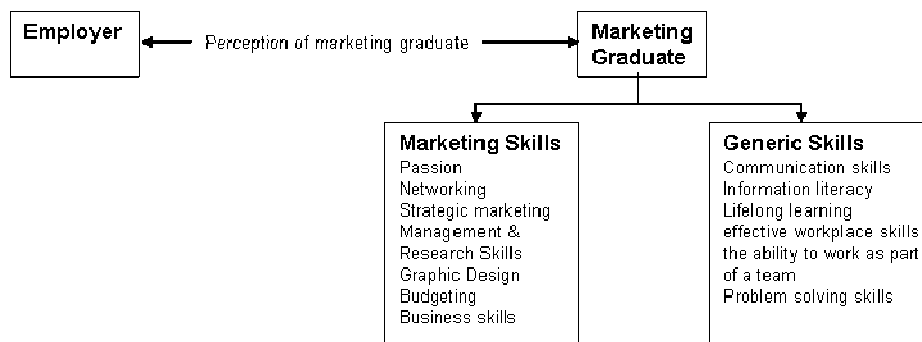 Employer
Perception of marketing graduate
Marketing
Graduate
Marketing Skills
Passion
Networking
Strategic marketing
Management &
Research Skills
Graphic Design
Budgeting
Business skills
Generic Skills
Communication skills
Information literacy
Lifelong learning
effective workplace skills
the ability to work as part
of a team
Problem solving skills